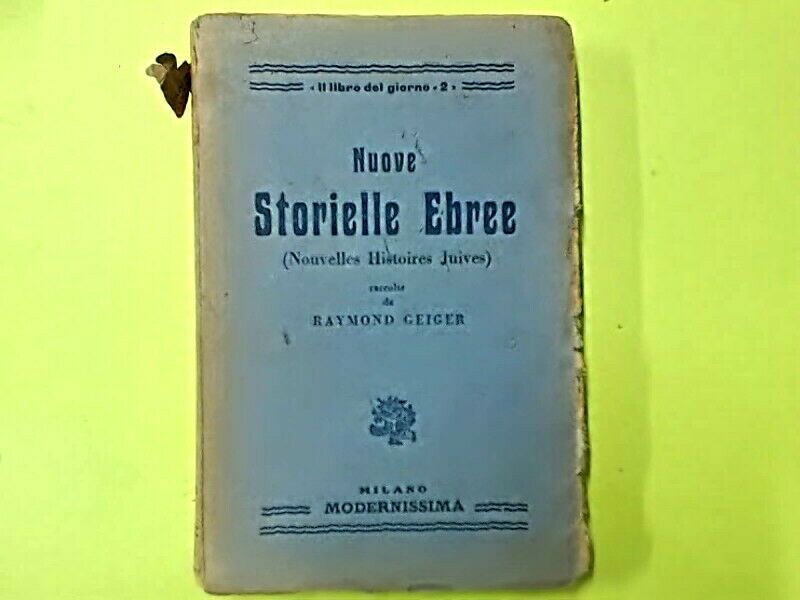 « Il libro del giorno » 2 »
Nuove
Storielle Ebree
(Nouvelles Histoires Juives)
raccolte
da
RAYMOND GEIGER
MILANO
MODERNISSIMA